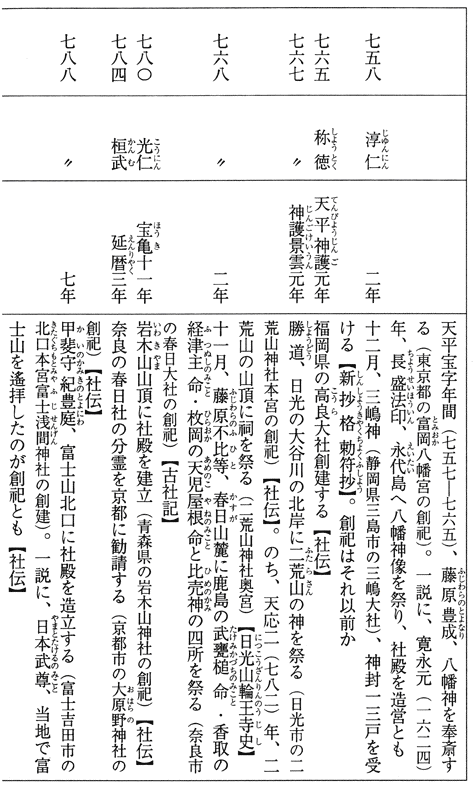 七五八
七六五
七六七
七六八
七八〇
七八四
七八八
淳仁
称徳
〃
〃
光仁
桓武
〃
二年
天平神護元年
神護景雲元年
二年
宝亀十一年
延暦三年
七年
天平宝字年間（七五七―七六五）、藤原豊成、八幡神を奉斎す
る（東京都の富岡八幡宮の創祀）。一説に、寛永元（一六二四）
年、長盛法印、永代島へ八幡神像を祭り、社殿を造営とも
十二月、三嶋神（静岡県三島市の三嶋大社）、神封一三戸を受
ける【新抄格勅符抄】。創祀はそれ以前か
福岡県の高良大社創建する【社伝】
勝道、日光の大谷川の北岸に二荒山の神を祭る（日光市の二
荒山神社本宮の創祀）【社伝】。のち、天応二（七八二）年、二
荒山の山頂に祠を祭る（二荒山神社奥宮）【日光山輪王寺史】
十一月、藤原不比等、春日山麓に鹿島の武甕槌命・香取の
経津主命・枚岡の天児屋根命と比売神の四所を祭る（奈良市
の春日大社の創祀）【古社記】
岩木山山頂に社殿を建立（青森県の岩木山神社の創祀）【社伝】
奈良の春日社の分霊を京都に勧請する（京都市の大原野神社の
創祀）【社伝】
甲斐守紀豊庭、富士山北口に社殿を造立する（富士吉田市の
北口本宮富士浅間神社の創建）。一説に、日本武尊、当地で富
士山を遙拝したのが創祀とも【社伝】